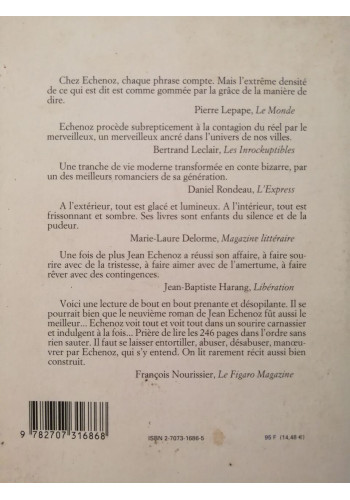 Chez Echenoz, chaque phrase compte. Mais l'extrême densité
de ce qui est dit est comme gommée par la grâce de la manière de
dire.
Pierre Lepape, Le Monde
Echenoz procède subrepticement à la contagion du réel par le
merveilleux, un merveilleux ancré dans l'univers de nos villes.
Bertrand Leclair, Les Inrockuptibles
Une tranche de vie moderne transformée en conte bizarre, par
un des meilleurs romanciers de sa génération.
Daniel Rondeau, L'Express
A l'extérieur, tout est glacé et lumineux. A l'intérieur, tout est
frissonnant et sombre. Ses livres sont enfants du silence et de la
pudeur.
Marie-Laure Delorme, Magazine littéraire
Une fois de plus Jean Echenoz a réussi son affaire, à faire sou-
rire avec de la tristesse, à faire aimer avec de l'amertume, à faire
rêver avec des contingences.
Jean-Baptiste Harang, Libération
Voici une lecture de bout en bout prenante et désopilante. Il se
pourrait bien que le neuvième roman de Jean Echenoz fût aussi le
meilleur... Echenoz voit tout et voit tout dans un sourire carnassier
et indulgent à la fois... Prière de lire les 246 pages dans l'ordre sans
rien sauter. Il faut se laisser entortiller, abuser, désabuser, manœu-
vrer par Echenoz, qui s'y entend. On lit rarement récit aussi bien
construit.
François Nourissier, Le Figaro Magazine
9 782707 316868
ISBN 2-7073-1686-5
95 F (14,48 €)